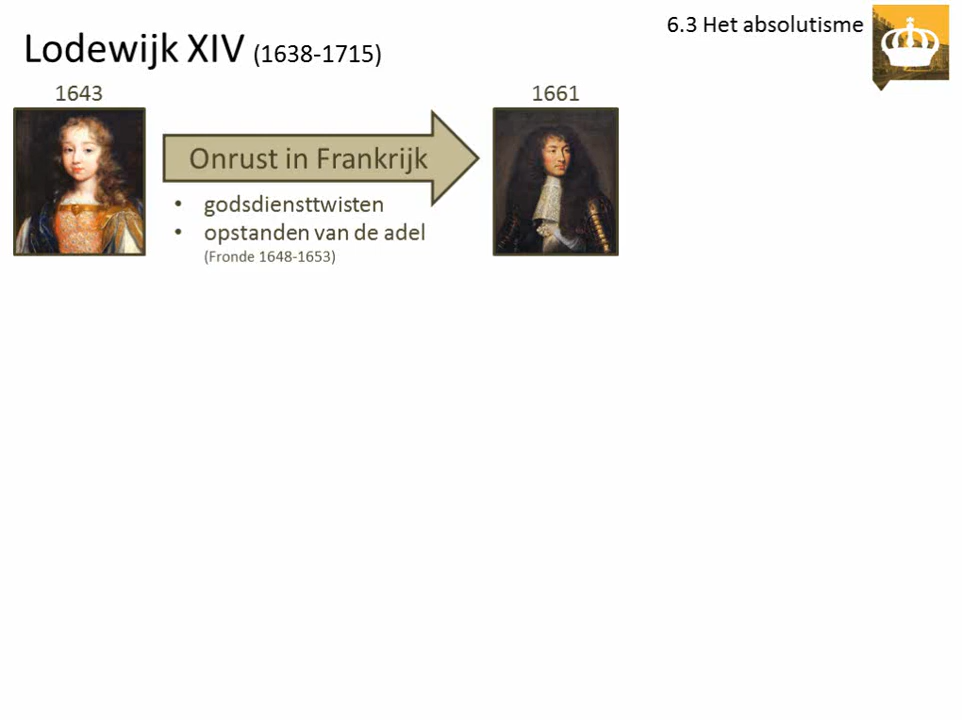 6.3 Het absolutisme
Lodewijk XIV (1638-1715)
1643
1661
Onrust in Frankrijk
• godsdiensttwisten
• opstanden van de adel
(Fronde 1648-1653)